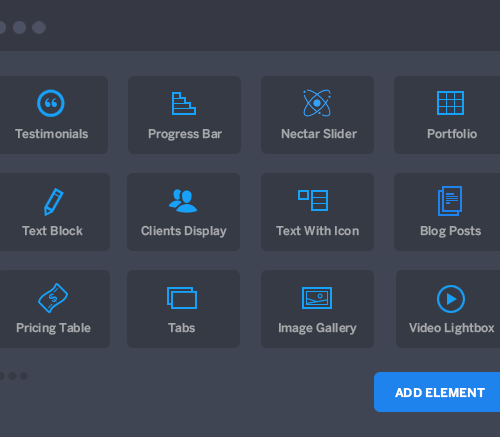 Testimonials
Progress Bar
Nectar Slider
Portfolio
Text Block
Clients Display
Text With Icon
Blog Posts
Pricing Table
Tabs
Image Gallery
Video Lightbox
ADD ELEMENT